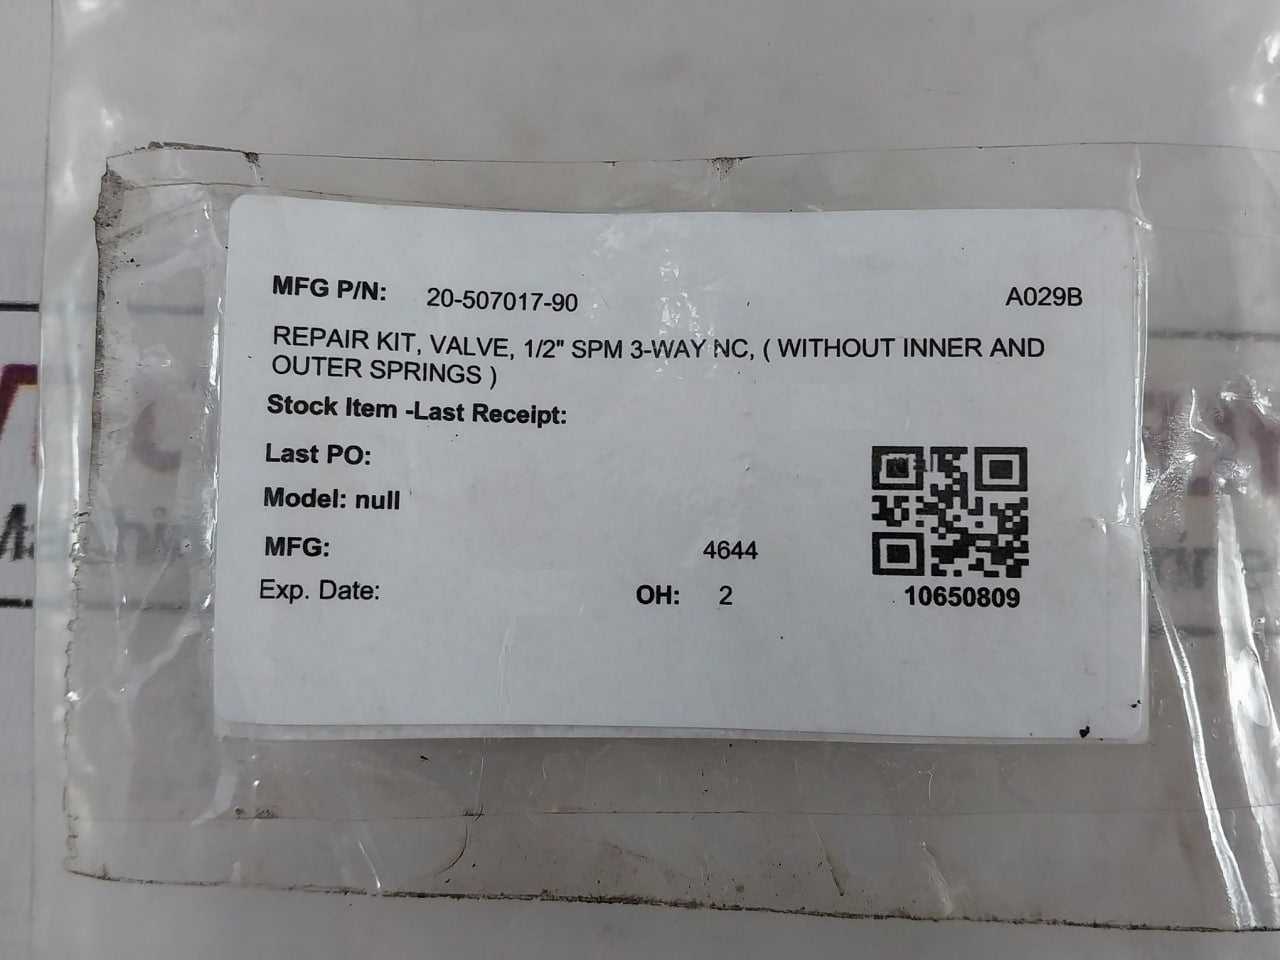 MFG P/N: 20-507017-90 A029B
REPAIR KIT, VALVE, 1/2" SPM 3-WAY NC, ( WITHOUT INNER AND
OUTER SPRINGS )
Stock Item -Last Receipt:
Last PO:
Model: null
MFG: 4644
Exp. Date: OH: 2
10650809